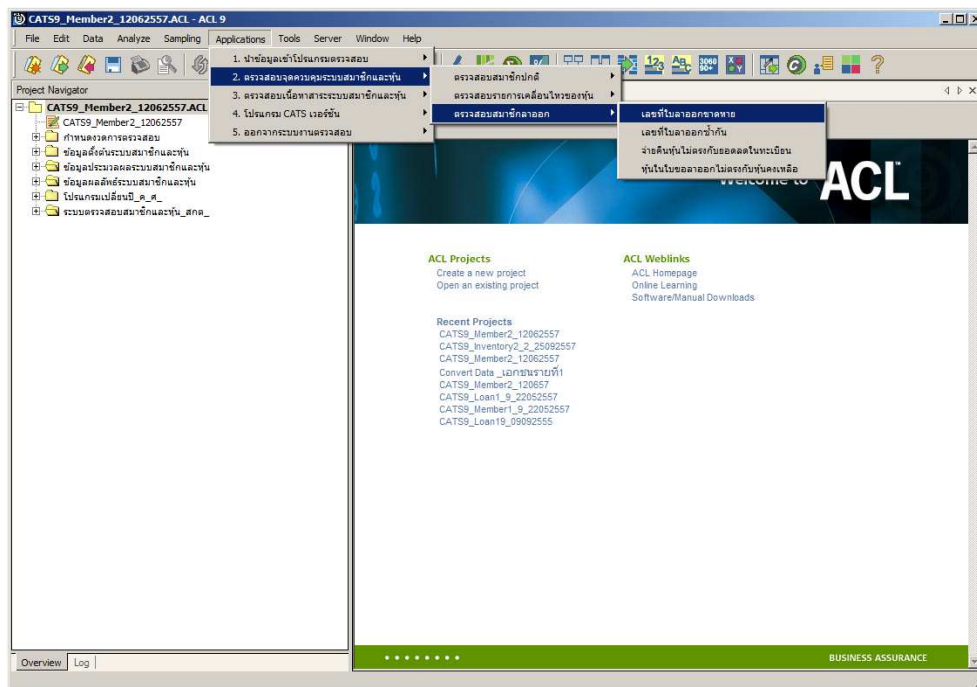 CATS9_Member2_12062557.ACL - ACL 9
File Edit Data Analyze Sampling Applications Tools Server Window Help
1. นำข้อมูลเข้าโปรแกรมตรวจสอบ
2. ตรวจสอบจุดควบคุมระบบสมาชิกและหุ้น
3. ตรวจสอบเนื้อหาสาระระบบสมาชิกและหุ้น
4. โปรแกรม CATS เวอร์ชั่น
5. ออกจากระบบงานตรวจสอบ
ตรวจสอบสมาชิกปกติ
ตรวจสอบรายการเคลื่อนไหวของหุ้น
ตรวจสอบสมาชิกลาออก
เลขที่ใบลาออกขาดหาย
เลขที่ใบลาออกซ้ำกัน
จ่ายคืนหุ้นไม่ตรงกับยอดลดในทะเบียน
หุ้นในใบขอลาออกไม่ตรงกับหุ้นคงเหลือ
Project Navigator
CATS9_Member2_12062557.ACL
CATS9_Member2_12062557
กำหนดงวดการตรวจสอบ
ข้อมูลตั้งต้นระบบสมาชิกและหุ้น
ข้อมูลประมวลผลระบบสมาชิกและหุ้น
ข้อมูลผลลัพธ์ระบบสมาชิกและหุ้น
โปรแกรมเปลี่ยนปี_ค_ศ_
ระบบตรวจสอบสมาชิกและหุ้น_สกต_
Welcome to ACL™
ACL Projects
Create a new project
Open an existing project
Recent Projects
CATS9_Member2_12062557
CATS9_Inventory2_2_25092557
CATS9_Member2_12062557
Convert Data _เอกชนรายที่1
CATS9_Member2_120657
CATS9_Loan1_9_22052557
CATS9_Member1_9_22052557
CATS9_Loan19_09092555
ACL Weblinks
ACL Homepage
Online Learning
Software/Manual Downloads
BUSINESS ASSURANCE
Overview Log